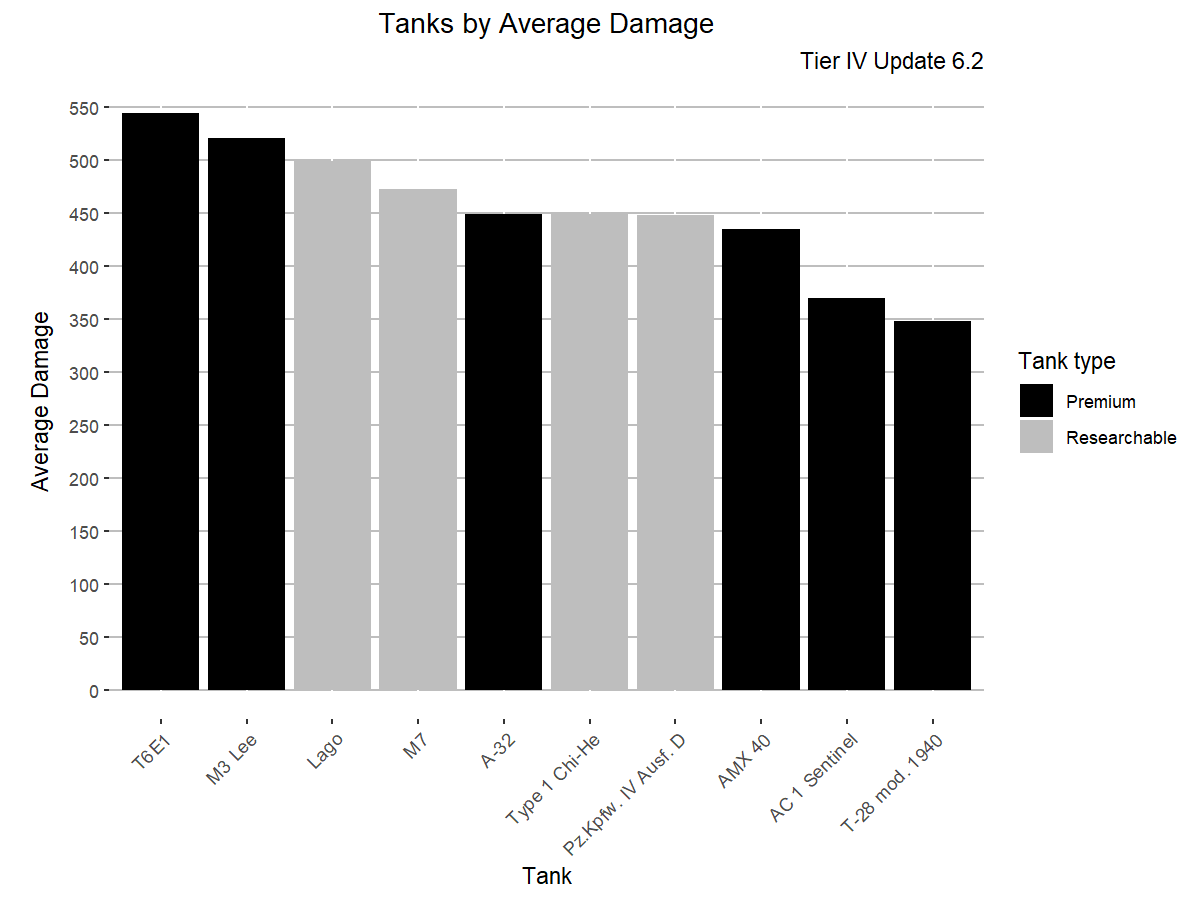 Tanks by Average Damage
Tier IV Update 6.2
Average Damage
550
500
450
400
350
300
250
200
150
100
50
0
T6E1
M3 Lee
Lago
M7
A-32
Type 1 Chi-He
Pz.Kpfw. IV Ausf. D
AMX 40
AC 1 Sentinel
T-28 mod. 1940
Tank
Tank type
Premium
Researchable